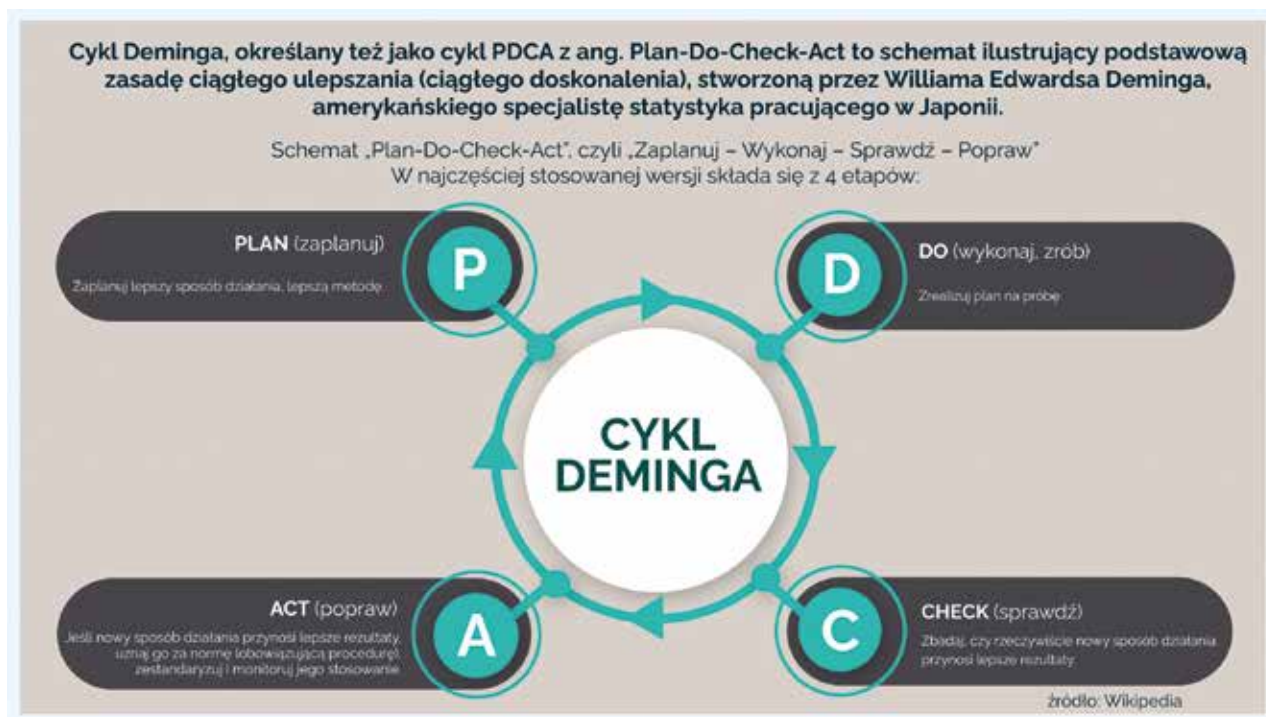 Cykl Deminga, określany też jako cykl PDCA z ang. Plan-Do-Check-Act to schemat ilustrujący podstawową
zasadę ciągłego ulepszania (ciągłego doskonalenia), stworzoną przez Williama Edwardsa Deminga,
amerykańskiego specjalistę statystyka pracującego w Japonii.
Schemat „Plan-Do-Check-Act”, czyli „Zaplanuj – Wykonaj – Sprawdź – Popraw”
W najczęściej stosowanej wersji składa się z 4 etapów:
PLAN (zaplanuj)
Zaplanuj lepszy sposób działania, lepszą metodę.
P
D
DO (wykonaj, zrób)
Zrealizuj plan na próbę
CYKL
DEMINGA
ACT (popraw)
Jeśli nowy sposób działania przynosi lepsze rezultaty,
uznaj go za normę (obowiązującą procedurę),
zestandaryzuj i monitoruj jego stosowanie.
A
C
CHECK (sprawdź)
Zbadaj, czy rzeczywiście nowy sposób działania
przynosi lepsze rezultaty.
źródło: Wikipedia